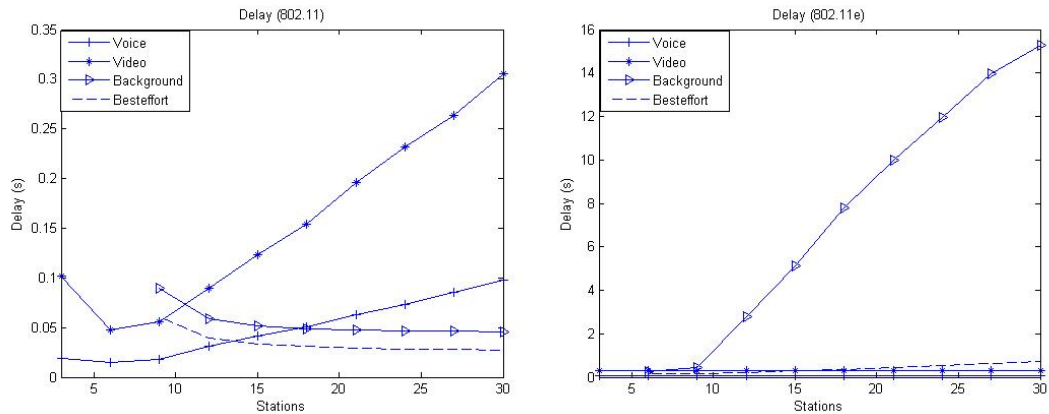 Delay (802.11)
0.35
0.3
0.25
0.2
0.15
0.1
0.05
0
Delay (s)
Voice
Video
Background
Besteffort
5
10
15
20
25
30
Stations
Delay (802.11e)
16
14
12
10
8
6
4
2
0
Delay (s)
Voice
Video
Background
Besteffort
5
10
15
20
25
30
Stations